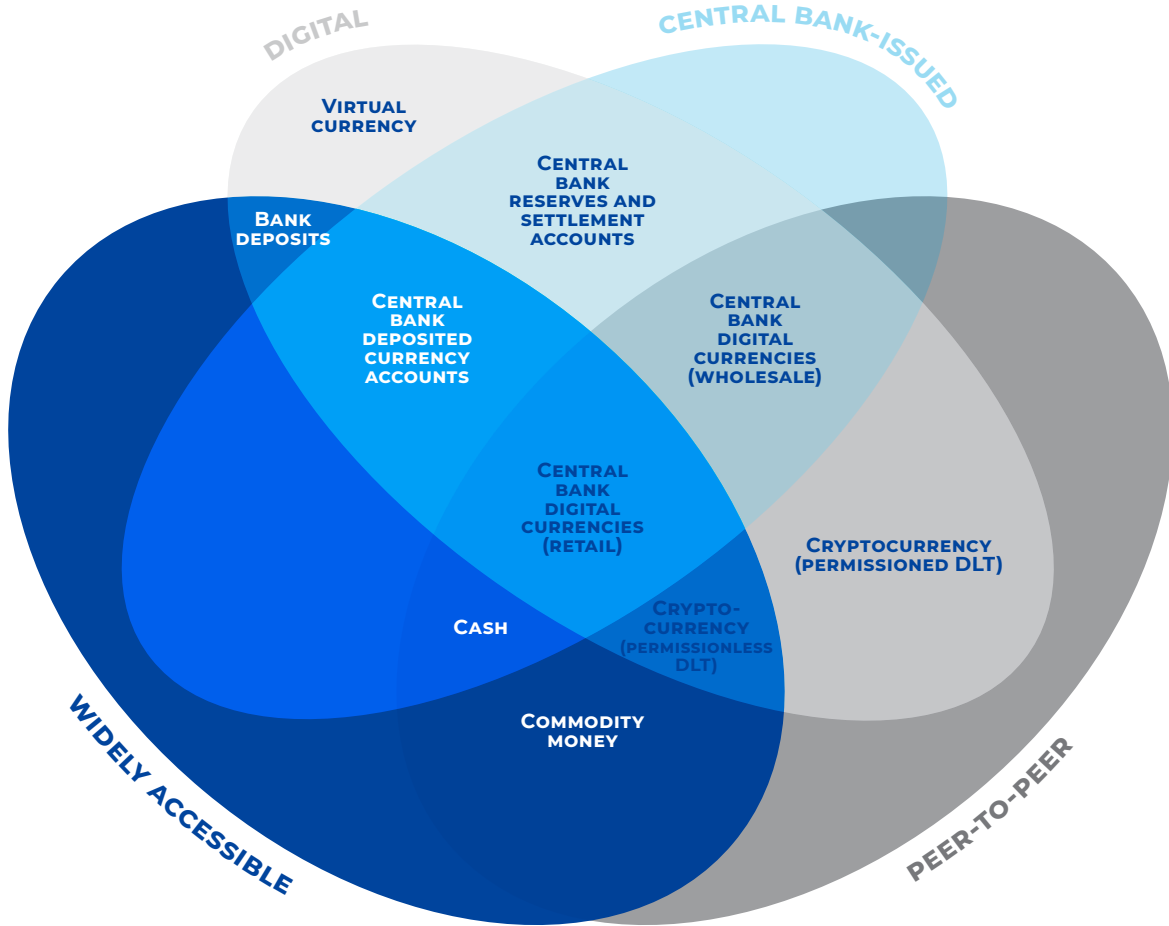 DIGITAL
CENTRAL BANK-ISSUED
VIRTUAL
CURRENCY
CENTRAL
BANK
RESERVES AND
SETTLEMENT
ACCOUNTS
BANK
DEPOSITS
CENTRAL
BANK
DEPOSITED
CURRENCY
ACCOUNTS
CENTRAL
BANK
DIGITAL
CURRENCIES
(WHOLESALE)
CENTRAL
BANK
DIGITAL
CURRENCIES
(RETAIL)
CRYPTOCURRENCY
(PERMISSIONED DLT)
CASH
CRYPTO-
CURRENCY
(PERMISSIONLESS
DLT)
COMMODITY
MONEY
WIDELY ACCESSIBLE
PEER-TO-PEER